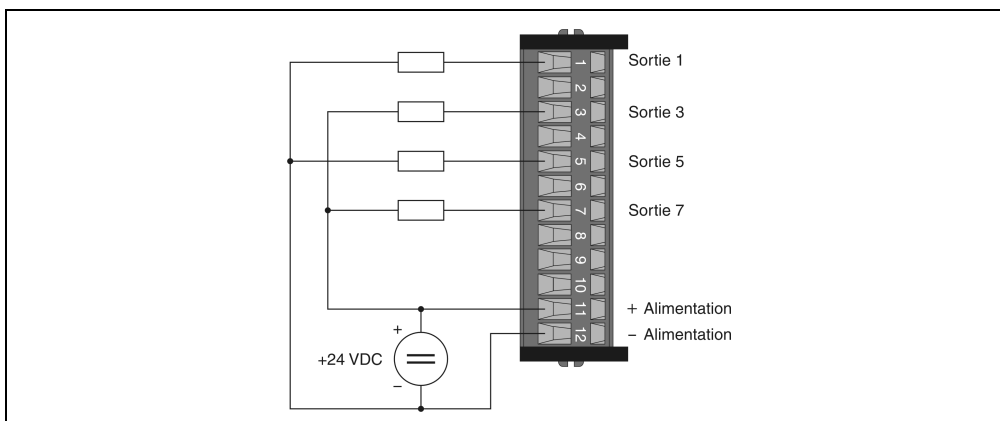 1
Sortie 1
2
3
Sortie 3
4
5
Sortie 5
6
7
Sortie 7
8
9
10
11
+ Alimentation
12
– Alimentation
+
+24 VDC
–